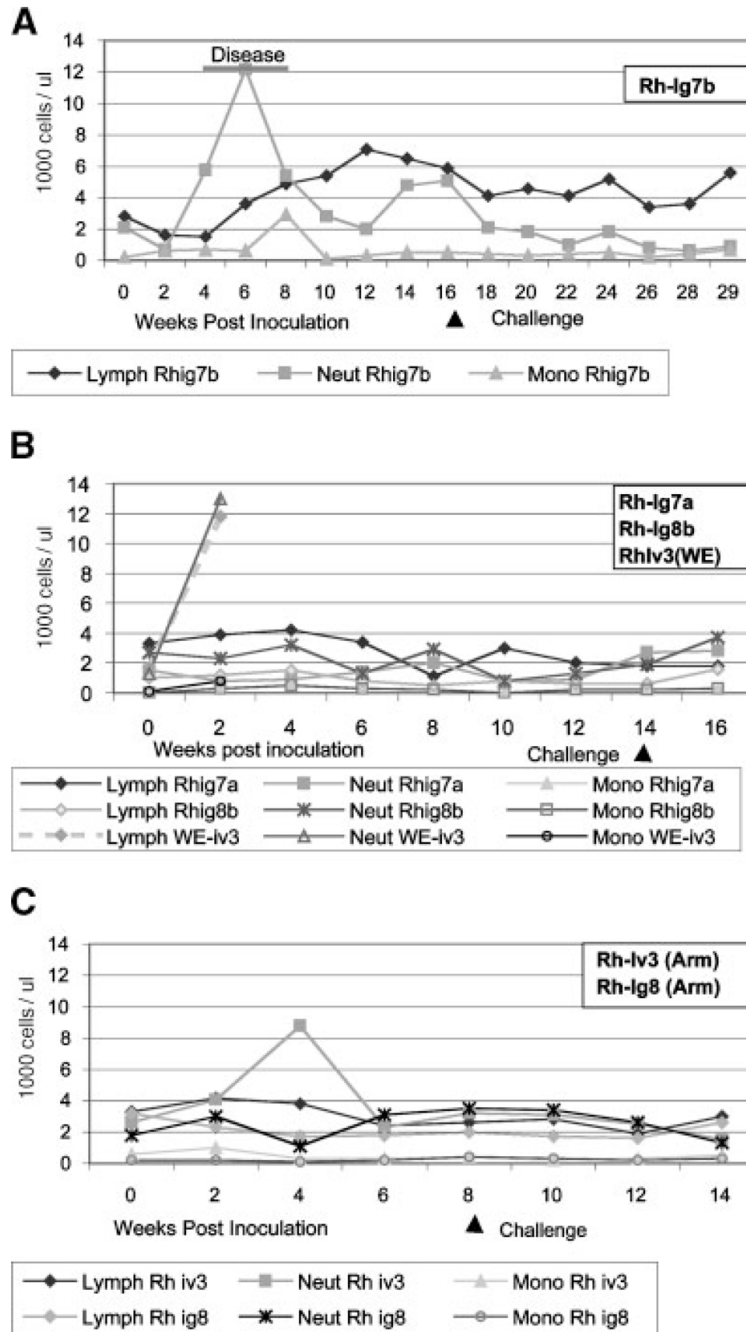 A
14
12
10
8
6
4
2
0
1000 cells / ul
Disease
Rh-Ig7b
0 2 4 6 8 10 12 14 16 18 20 22 24 26 28 29
Weeks Post Inoculation ▲ Challenge
Lymph Rhig7b Neut Rhig7b Mono Rhig7b
B
14
12
10
8
6
4
2
0
1000 cells / ul
Rh-Ig7a
Rh-Ig8b
RhIv3(WE)
0 2 4 6 8 10 12 14 16
Weeks post inoculation Challenge ▲
Lymph Rhig7a Neut Rhig7a Mono Rhig7a
Lymph Rhig8b Neut Rhig8b Mono Rhig8b
Lymph WE-iv3 Neut WE-iv3 Mono WE-iv3
C
14
12
10
8
6
4
2
0
1000 cells / ul
Rh-Iv3 (Arm)
Rh-Ig8 (Arm)
0 2 4 6 8 10 12 14
Weeks Post Inoculation ▲ Challenge
Lymph Rh iv3 Neut Rh iv3 Mono Rh iv3
Lymph Rh ig8 Neut Rh ig8 Mono Rh ig8